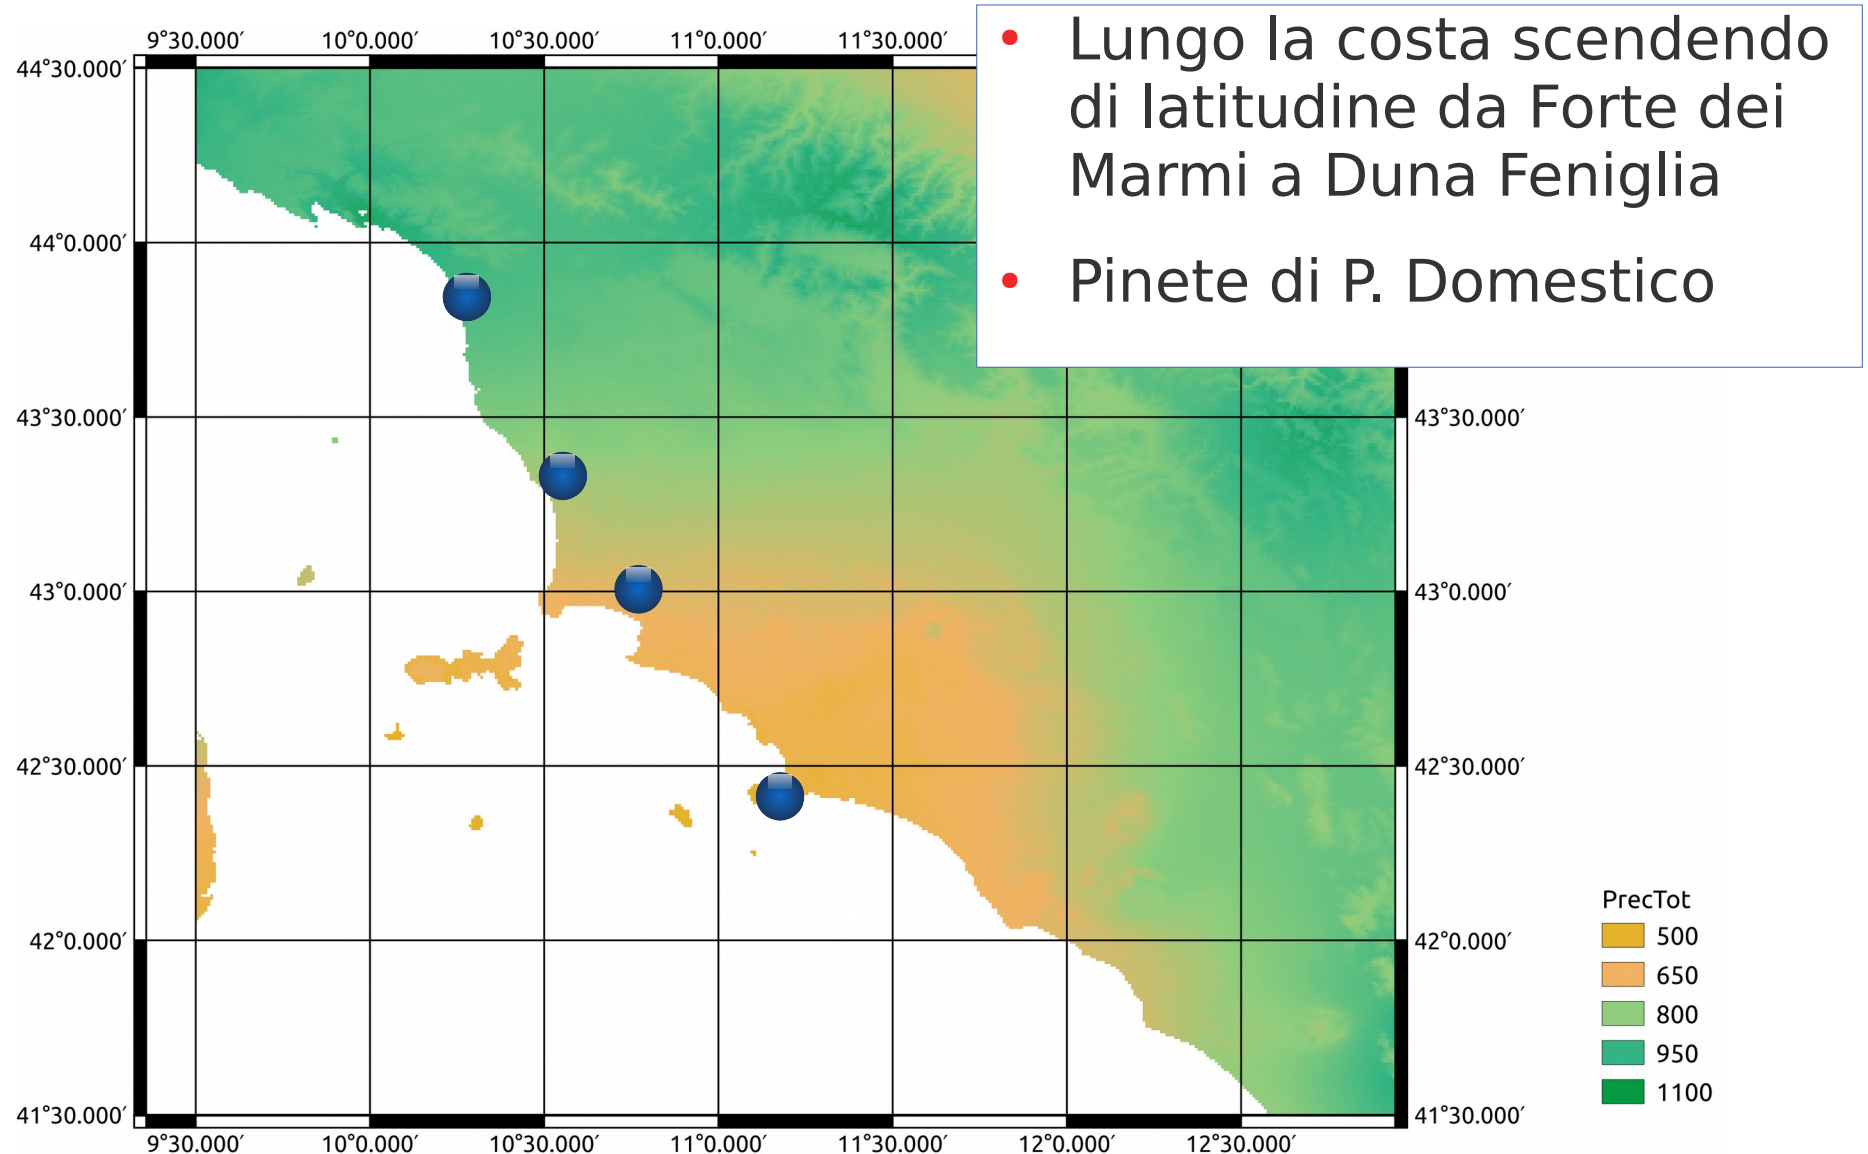 9°30.000′ 10°0.000′ 10°30.000′ 11°0.000′ 11°30.000′
• Lungo la costa scendendo
di latitudine da Forte dei
Marmi a Duna Feniglia
• Pinete di P. Domestico
44°30.000′
44°0.000′
43°30.000′ 43°30.000′
43°0.000′ 43°0.000′
42°30.000′ 42°30.000′
42°0.000′ 42°0.000′
41°30.000′ 41°30.000′
PrecTot
500
650
800
950
1100
9°30.000′ 10°0.000′ 10°30.000′ 11°0.000′ 11°30.000′ 12°0.000′ 12°30.000′